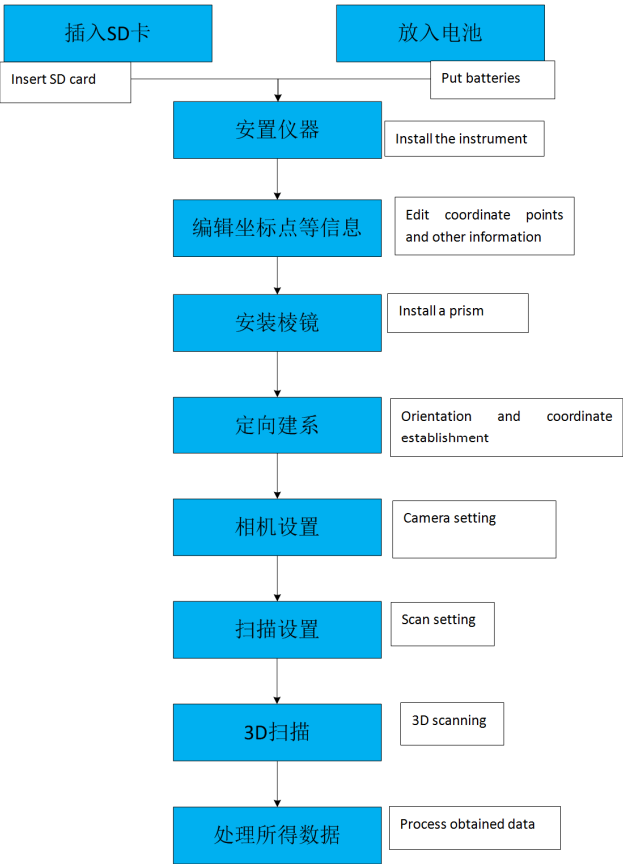 插入SD卡
放入电池
Insert SD card
Put batteries
安置仪器
Install the instrument
编辑坐标点等信息
Edit coordinate points
and other information
安装棱镜
Install a prism
定向建系
Orientation and coordinate
establishment
相机设置
Camera setting
扫描设置
Scan setting
3D扫描
3D scanning
处理所得数据
Process obtained data